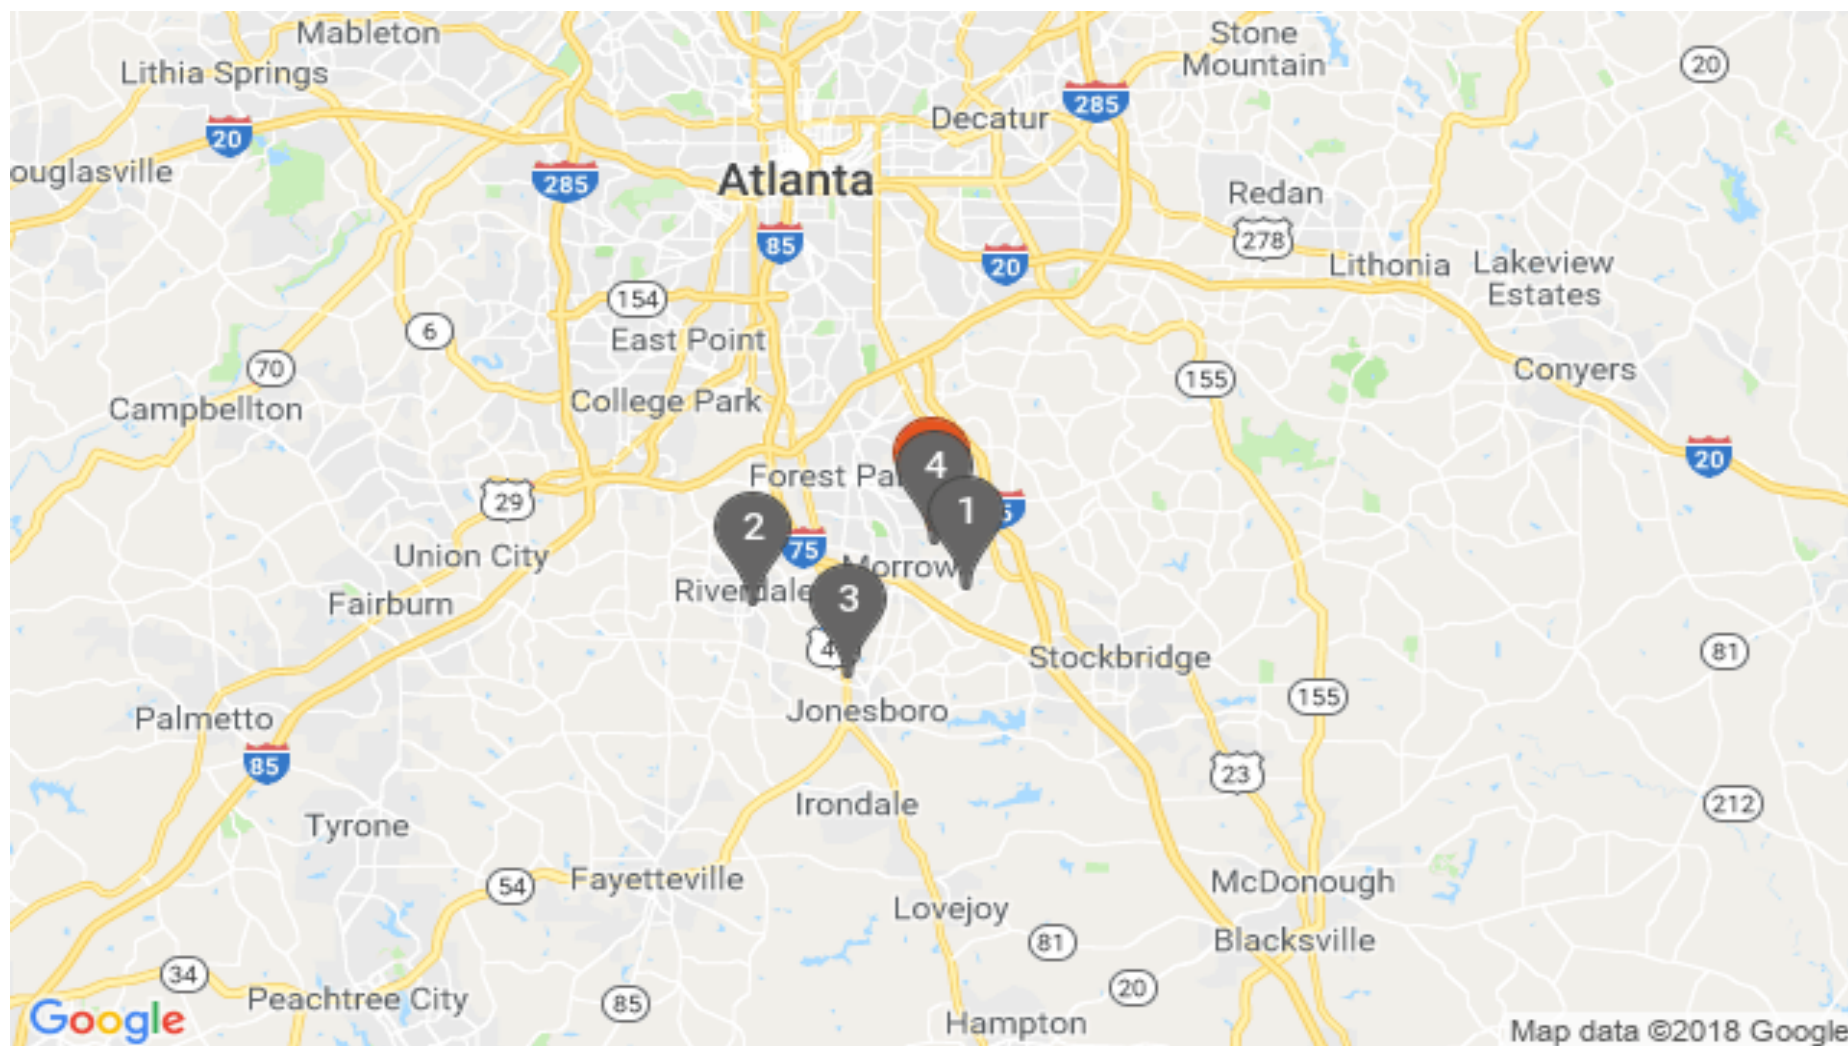 Mableton
Stone
Mountain
Lithia Springs
20
285
Decatur
20
ouglasville
285
Atlanta
Redan
85
278
20
Lithonia
Lakeview
Estates
154
6
East Point
70
155
Conyers
Campbellton
College Park
20
4
Forest Pa
29
1
5
2
75
Union City
Morrow
Riverdale
3
Fairburn
4
Stockbridge
81
155
Palmetto
Jonesboro
85
23
Irondale
212
Tyrone
54
Fayetteville
McDonough
Lovejoy
81
Blacksville
34
20
Peachtree City
85
Google
Hampton
Map data ©2018 Google